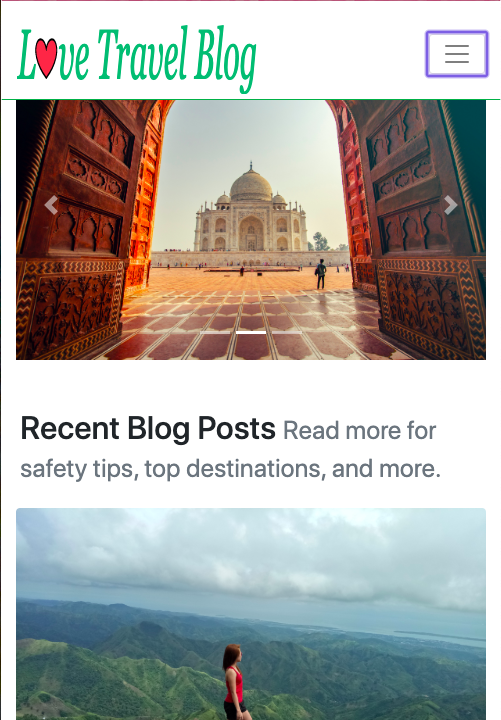 Love Travel Blog
Recent Blog Posts Read more for
safety tips, top destinations, and more.